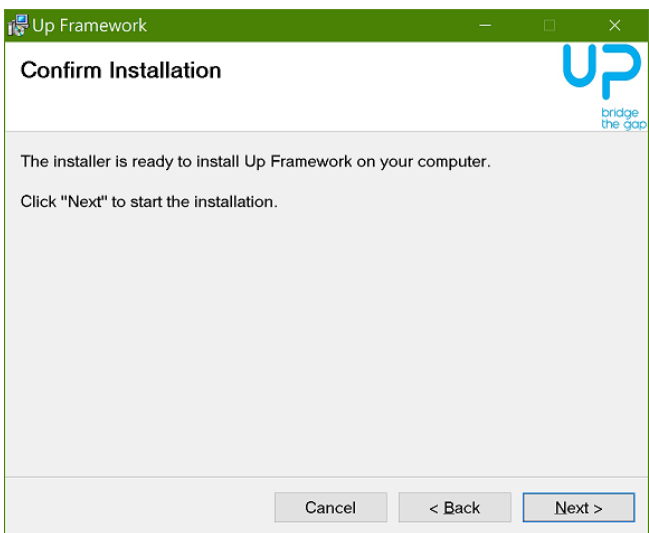 Up Framework
Confirm Installation
UP
bridge
the gap
The installer is ready to install Up Framework on your computer.
Click "Next" to start the installation.
Cancel
< Back
Next >